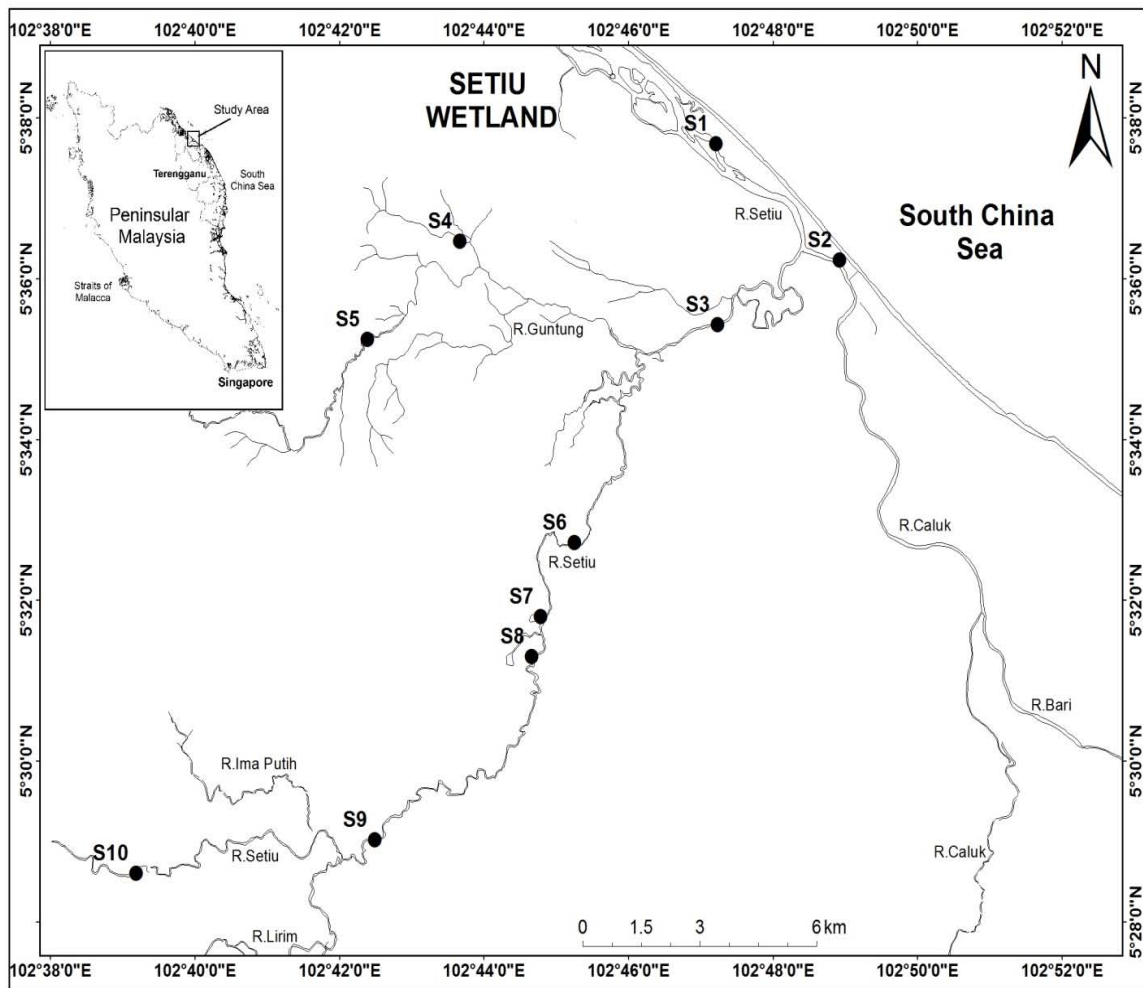 102°38'0"E 102°40'0"E 102°42'0"E 102°44'0"E 102°46'0"E 102°48'0"E 102°50'0"E 102°52'0"E
N
SETIU
WETLAND
S1
5°38'0"N 5°38'0"N
Study Area
Terengganu
South
China Sea
Peninsular
Malaysia
Straits of
Malacca
Singapore
R.Setiu
South China
Sea
S4
S2
5°36'0"N 5°36'0"N
S3
S5
R.Guntung
5°34'0"N 5°34'0"N
S6
R.Setiu
R.Caluk
5°32'0"N 5°32'0"N
S7
S8
R.Bari
5°30'0"N 5°30'0"N
R.Ima Putih
S9
S10
R.Setiu
R.Caluk
5°28'0"N 5°28'0"N
R.Lirim
0 1.5 3 6 km
102°38'0"E 102°40'0"E 102°42'0"E 102°44'0"E 102°46'0"E 102°48'0"E 102°50'0"E 102°52'0"E